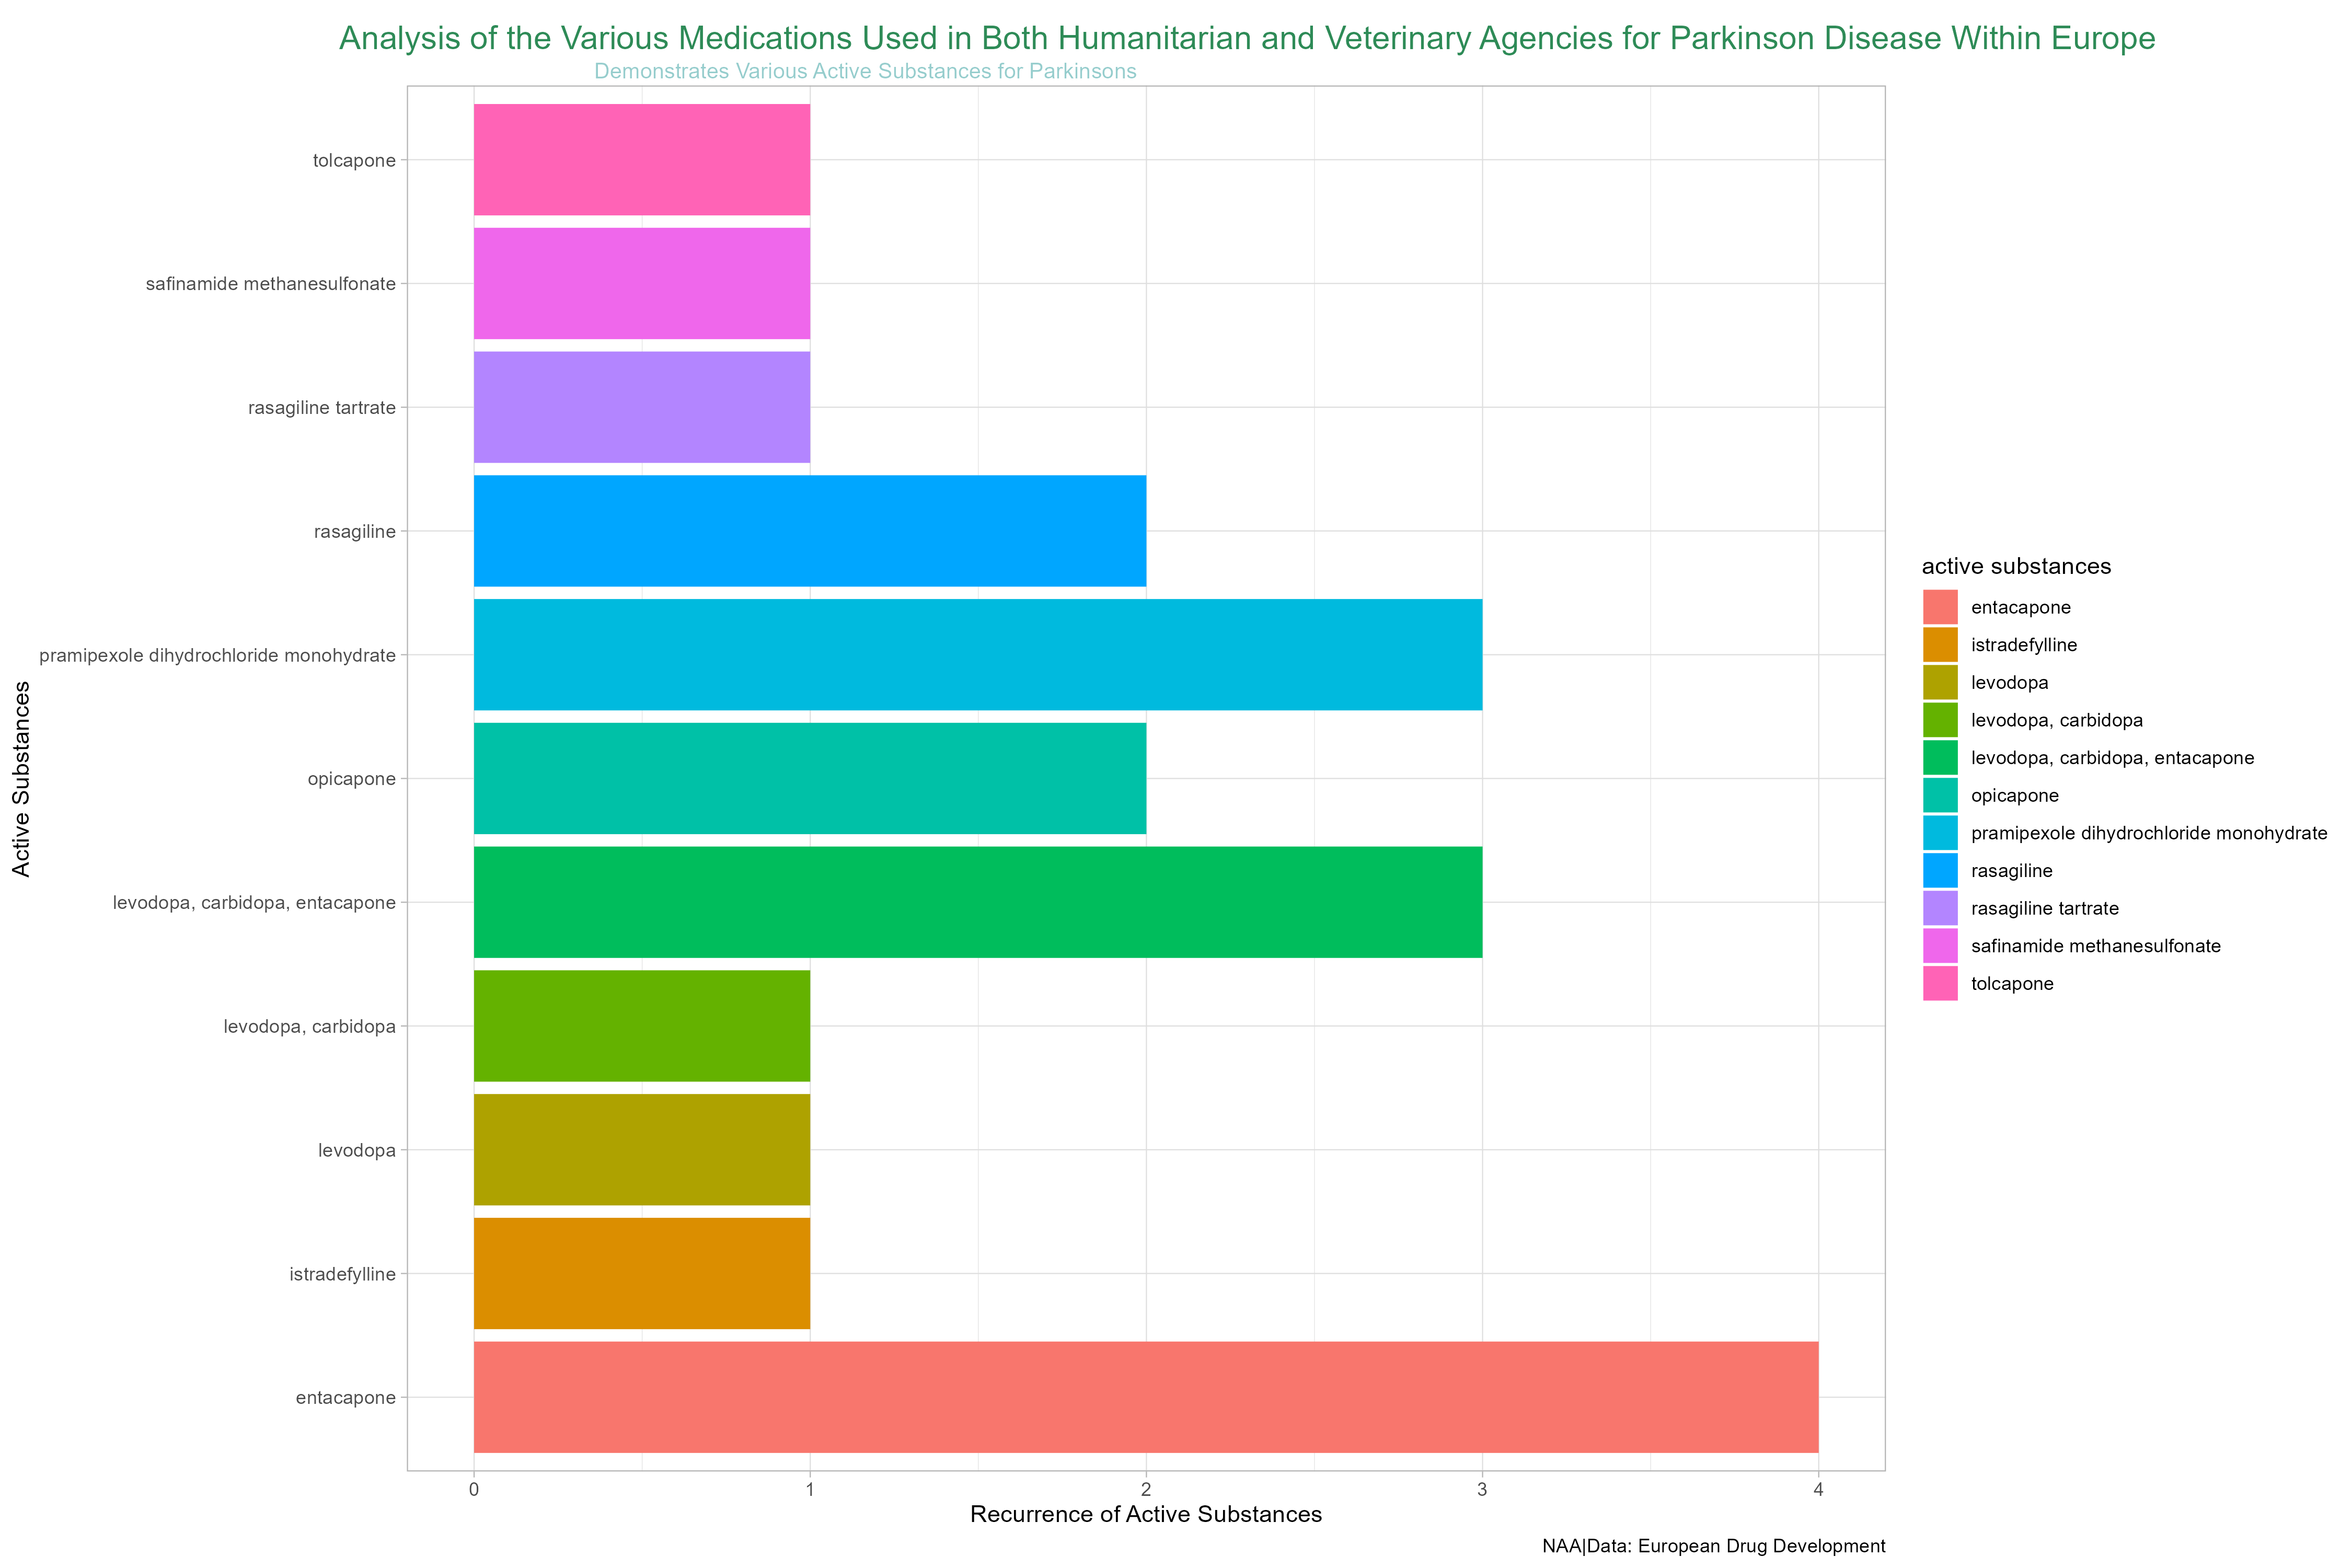 Analysis of the Various Medications Used in Both Humanitarian and Veterinary Agencies for Parkinson Disease Within Europe
Demonstrates Various Active Substances for Parkinsons
Active Substances
tolcapone
safinamide methanesulfonate
rasagiline tartrate
rasagiline
pramipexole dihydrochloride monohydrate
opicapone
levodopa, carbidopa, entacapone
levodopa, carbidopa
levodopa
istradefylline
entacapone
0 1 2 3 4
Recurrence of Active Substances
active substances
entacapone
istradefylline
levodopa
levodopa, carbidopa
levodopa, carbidopa, entacapone
opicapone
pramipexole dihydrochloride monohydrate
rasagiline
rasagiline tartrate
safinamide methanesulfonate
tolcapone
NAA|Data: European Drug Development